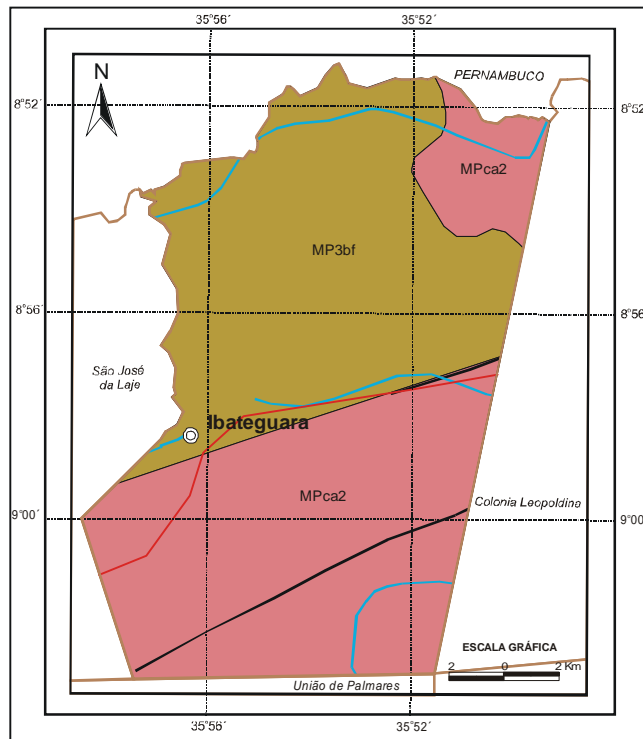 35°56´ 35°52´
N
PERNAMBUCO
8°52´ 8°52´
MPca2
MP3bf
8°56´ 8°56´
São José
da Laje
Ibateguara
MPca2
Colonia Leopoldina
9°00´ 9°00´
ESCALA GRÁFICA
2 0 2 Km
União de Palmares
35°56´ 35°52´